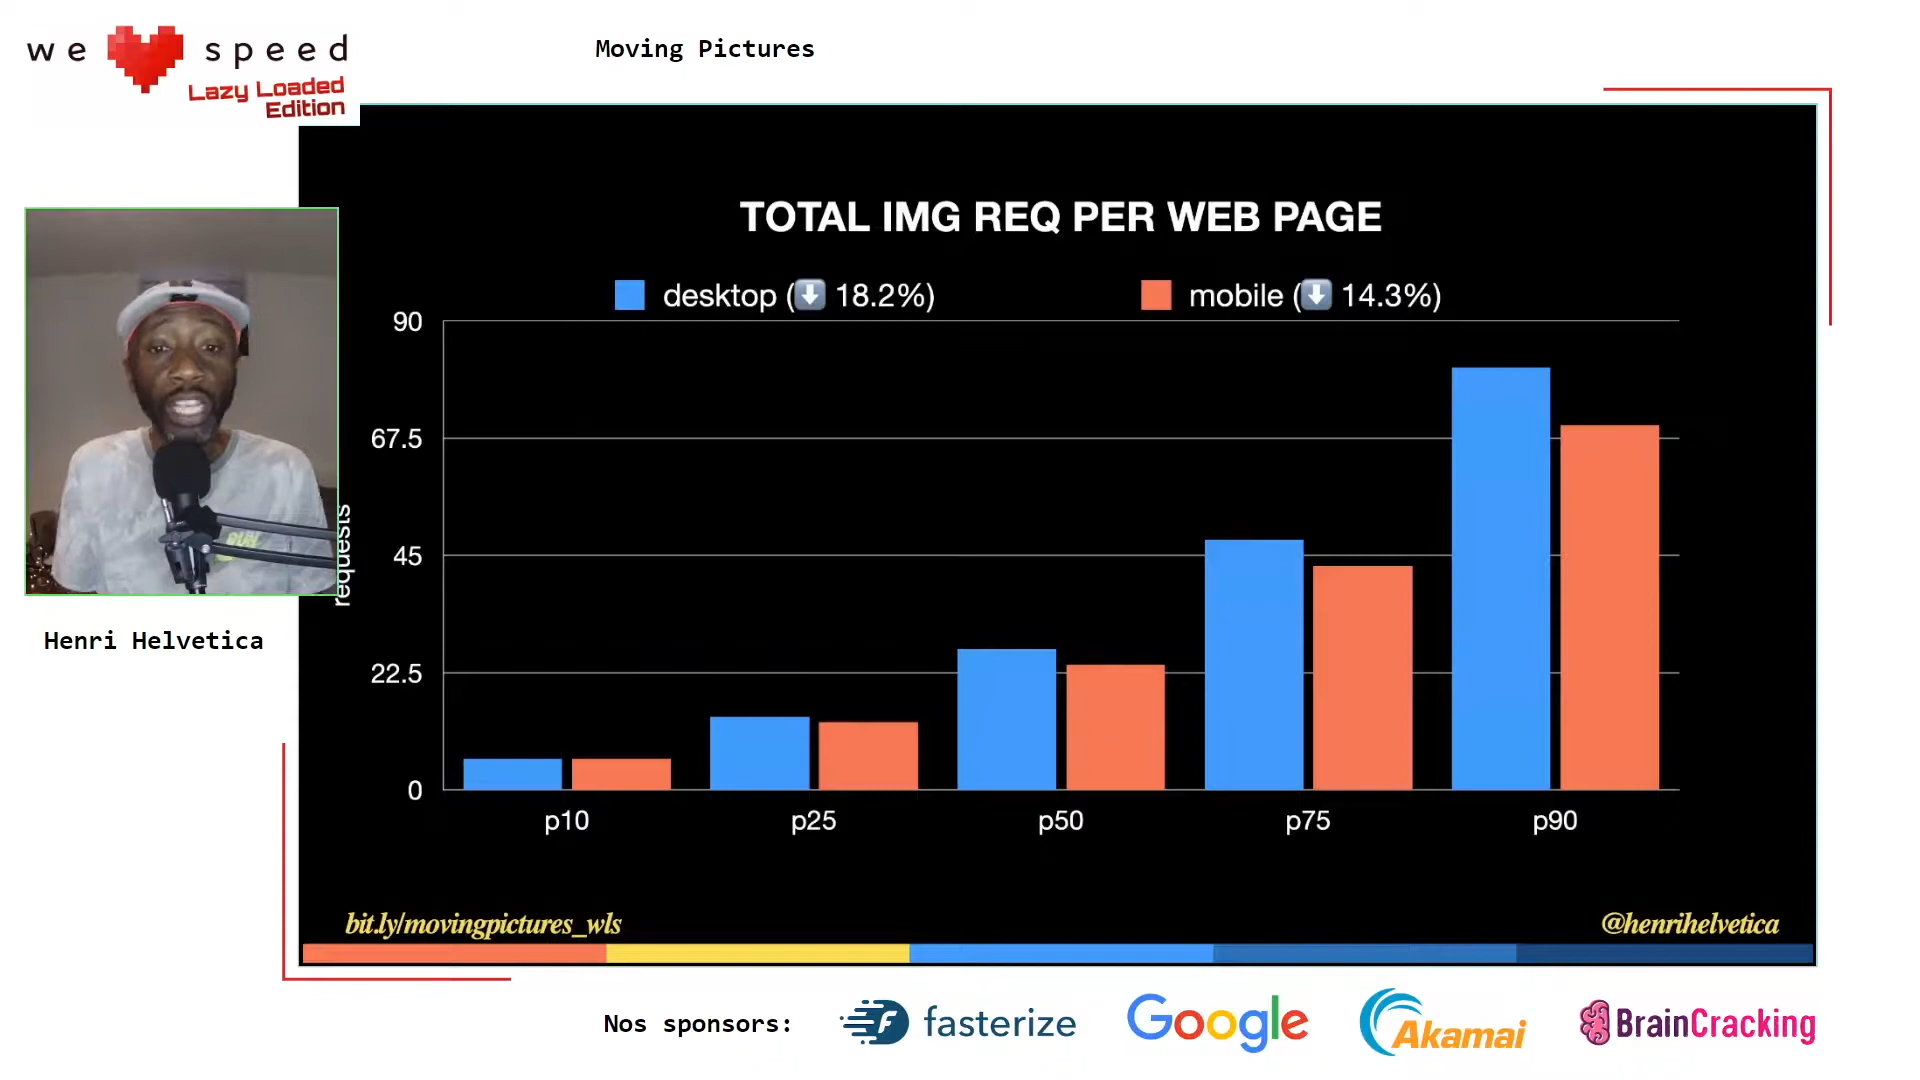 we speed
Lazy Loaded
Edition
Moving Pictures
Henri Helvetica
TOTAL IMG REQ PER WEB PAGE
desktop (⬇ 18.2%)
mobile (⬇ 14.3%)
requests
90
67.5
45
22.5
0
p10
p25
p50
p75
p90
bit.ly/movingpictures_wls
@henrihelvetica
Nos sponsors:
fasterize
Google
Akamai
BrainCracking